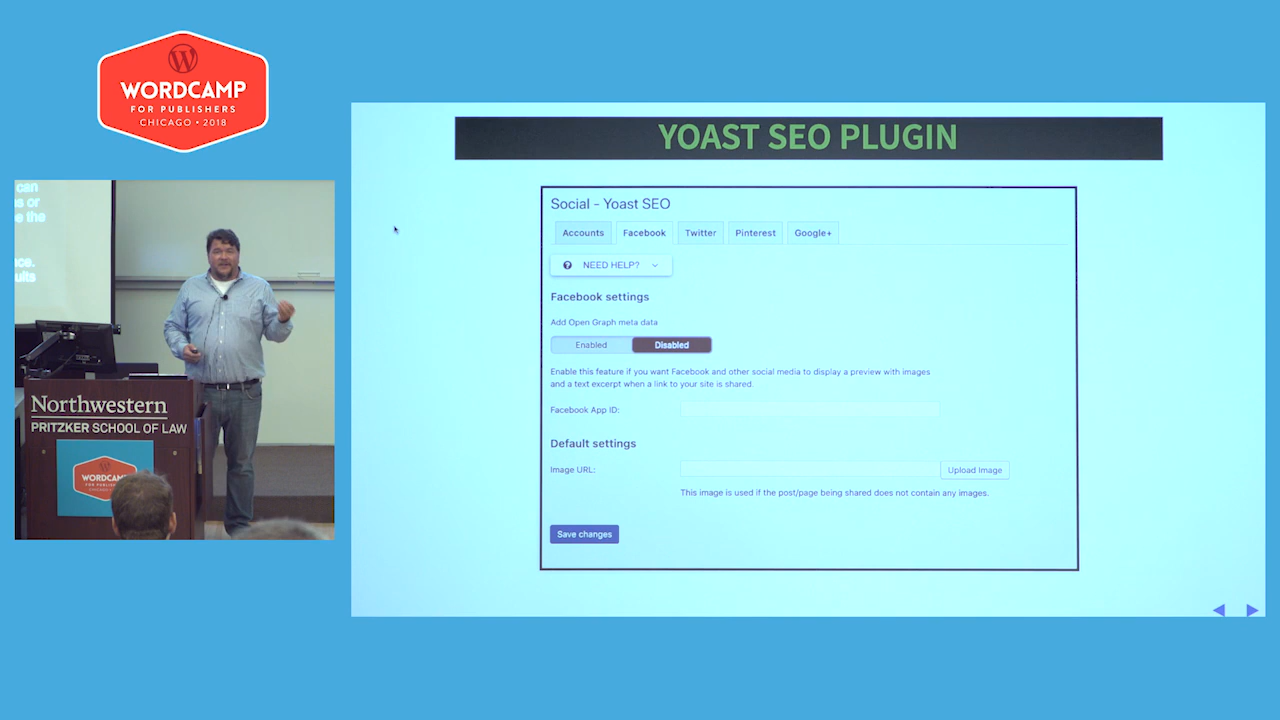 WORDCAMP
FOR PUBLISHERS
CHICAGO • 2018
can
s or
the
ce.
ults
Northwestern
PRITZKER SCHOOL OF LAW
WORDCAMP
YOAST SEO PLUGIN
Social - Yoast SEO
Accounts Facebook Twitter Pinterest Google+
NEED HELP?
Facebook settings
Add Open Graph meta data
Enabled Disabled
Enable this feature if you want Facebook and other social media to display a preview with images
and a text excerpt when a link to your site is shared.
Facebook App ID:
Default settings
Image URL: Upload Image
This image is used if the post/page being shared does not contain any images.
Save changes